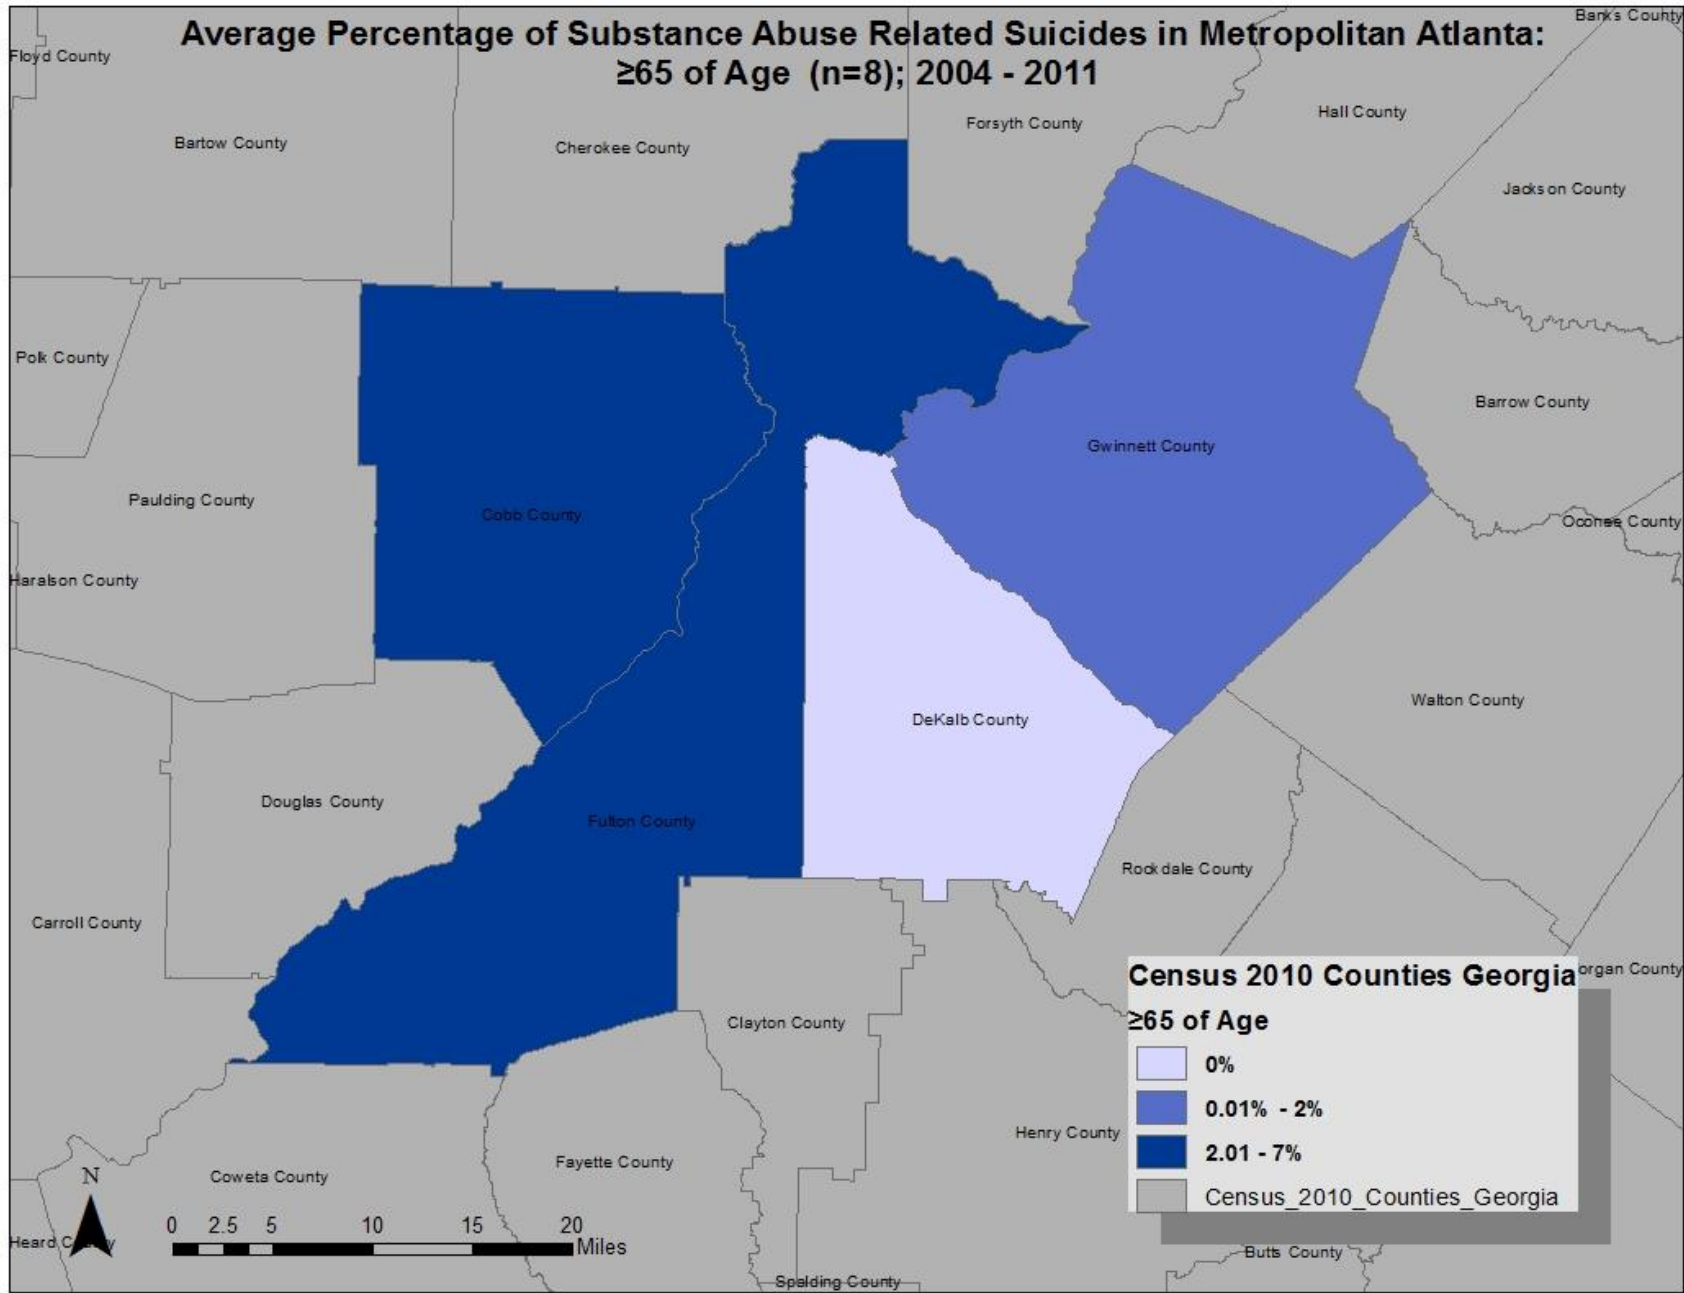 Average Percentage of Substance Abuse Related Suicides in Metropolitan Atlanta:
≥65 of Age (n=8); 2004 - 2011
Banks County
Floyd County
Hall County
Forsyth County
Bartow County
Cherokee County
Jackson County
Polk County
Barrow County
Gwinnett County
Paulding County
Cobb County
Oconee County
Haralson County
Walton County
DeKalb County
Douglas County
Fulton County
Rockdale County
Carroll County
organ County
Clayton County
Henry County
Fayette County
Coweta County
Heard County
Butts County
Spalding County
Census 2010 Counties Georgia
≥65 of Age
0%
0.01% - 2%
2.01 - 7%
Census_2010_Counties_Georgia
N
0 2.5 5 10 15 20
Miles